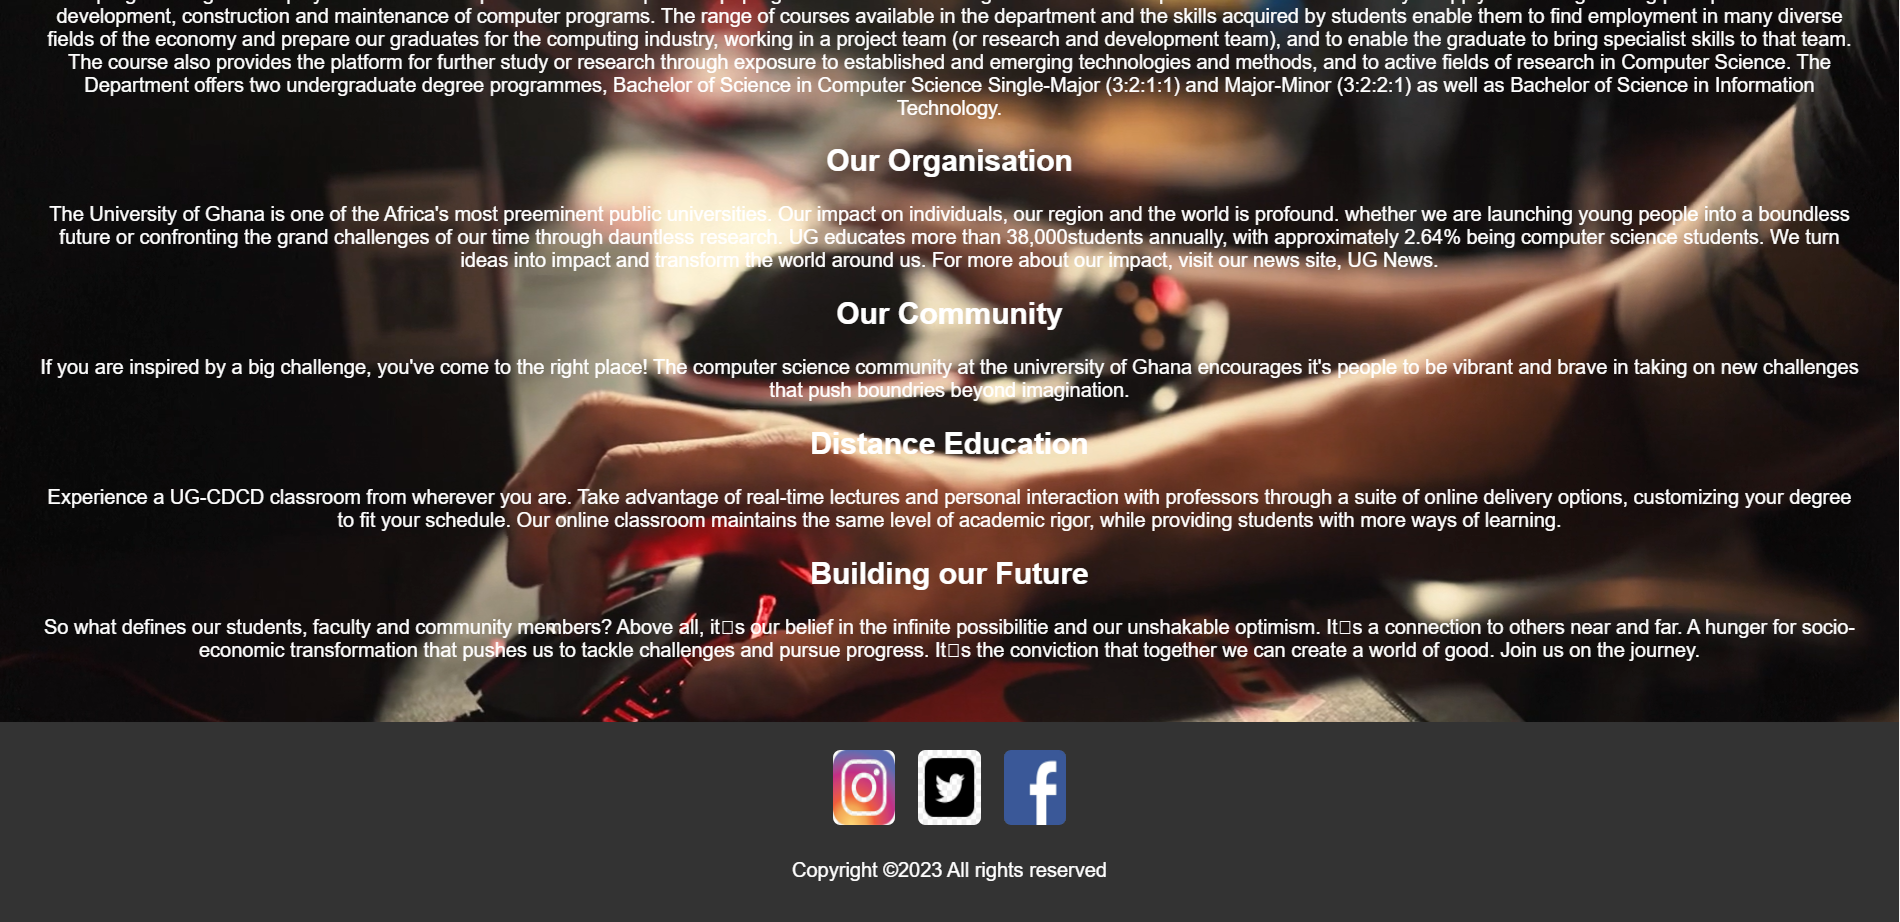 development, construction and maintenance of computer programs. The range of courses available in the department and the skills acquired by students enable them to find employment in many diverse
fields of the economy and prepare our graduates for the computing industry, working in a project team (or research and development team), and to enable the graduate to bring specialist skills to that team.
The course also provides the platform for further study or research through exposure to established and emerging technologies and methods, and to active fields of research in Computer Science. The
Department offers two undergraduate degree programmes, Bachelor of Science in Computer Science Single-Major (3:2:1:1) and Major-Minor (3:2:2:1) as well as Bachelor of Science in Information
Technology.
Our Organisation
The University of Ghana is one of the Africa's most preeminent public universities. Our impact on individuals, our region and the world is profound. whether we are launching young people into a boundless
future or confronting the grand challenges of our time through dauntless research. UG educates more than 38,000students annually, with approximately 2.64% being computer science students. We turn
ideas into impact and transform the world around us. For more about our impact, visit our news site, UG News.
Our Community
If you are inspired by a big challenge, you've come to the right place! The computer science community at the univrersity of Ghana encourages it's people to be vibrant and brave in taking on new challenges
that push boundries beyond imagination.
Distance Education
Experience a UG-CDCD classroom from wherever you are. Take advantage of real-time lectures and personal interaction with professors through a suite of online delivery options, customizing your degree
to fit your schedule. Our online classroom maintains the same level of academic rigor, while providing students with more ways of learning.
Building our Future
So what defines our students, faculty and community members? Above all, it□s our belief in the infinite possibilitie and our unshakable optimism. It□s a connection to others near and far. A hunger for socio-
economic transformation that pushes us to tackle challenges and pursue progress. It□s the conviction that together we can create a world of good. Join us on the journey.
Copyright ©2023 All rights reserved